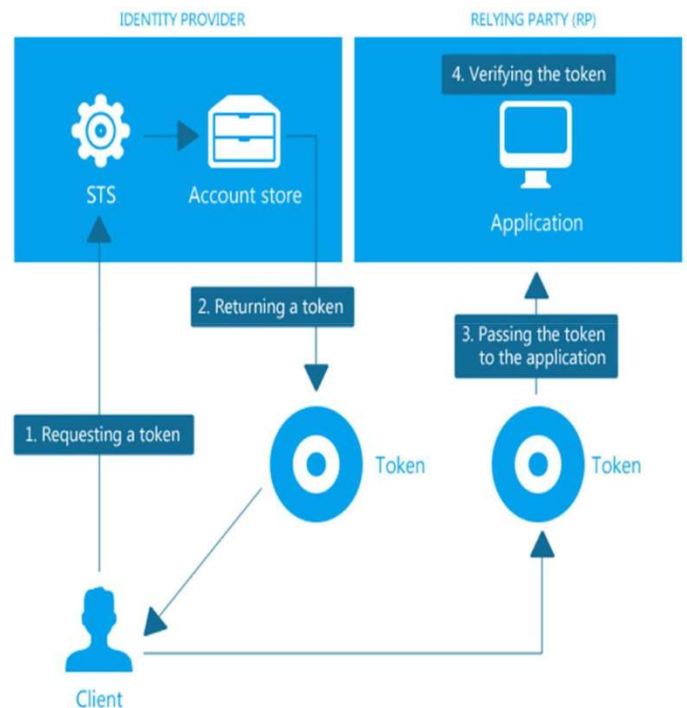 IDENTITY PROVIDER
RELYING PARTY (RP)
4. Verifying the token
STS
Account store
Application
2. Returning a token
3. Passing the token
to the application
1. Requesting a token
Token
Token
Client